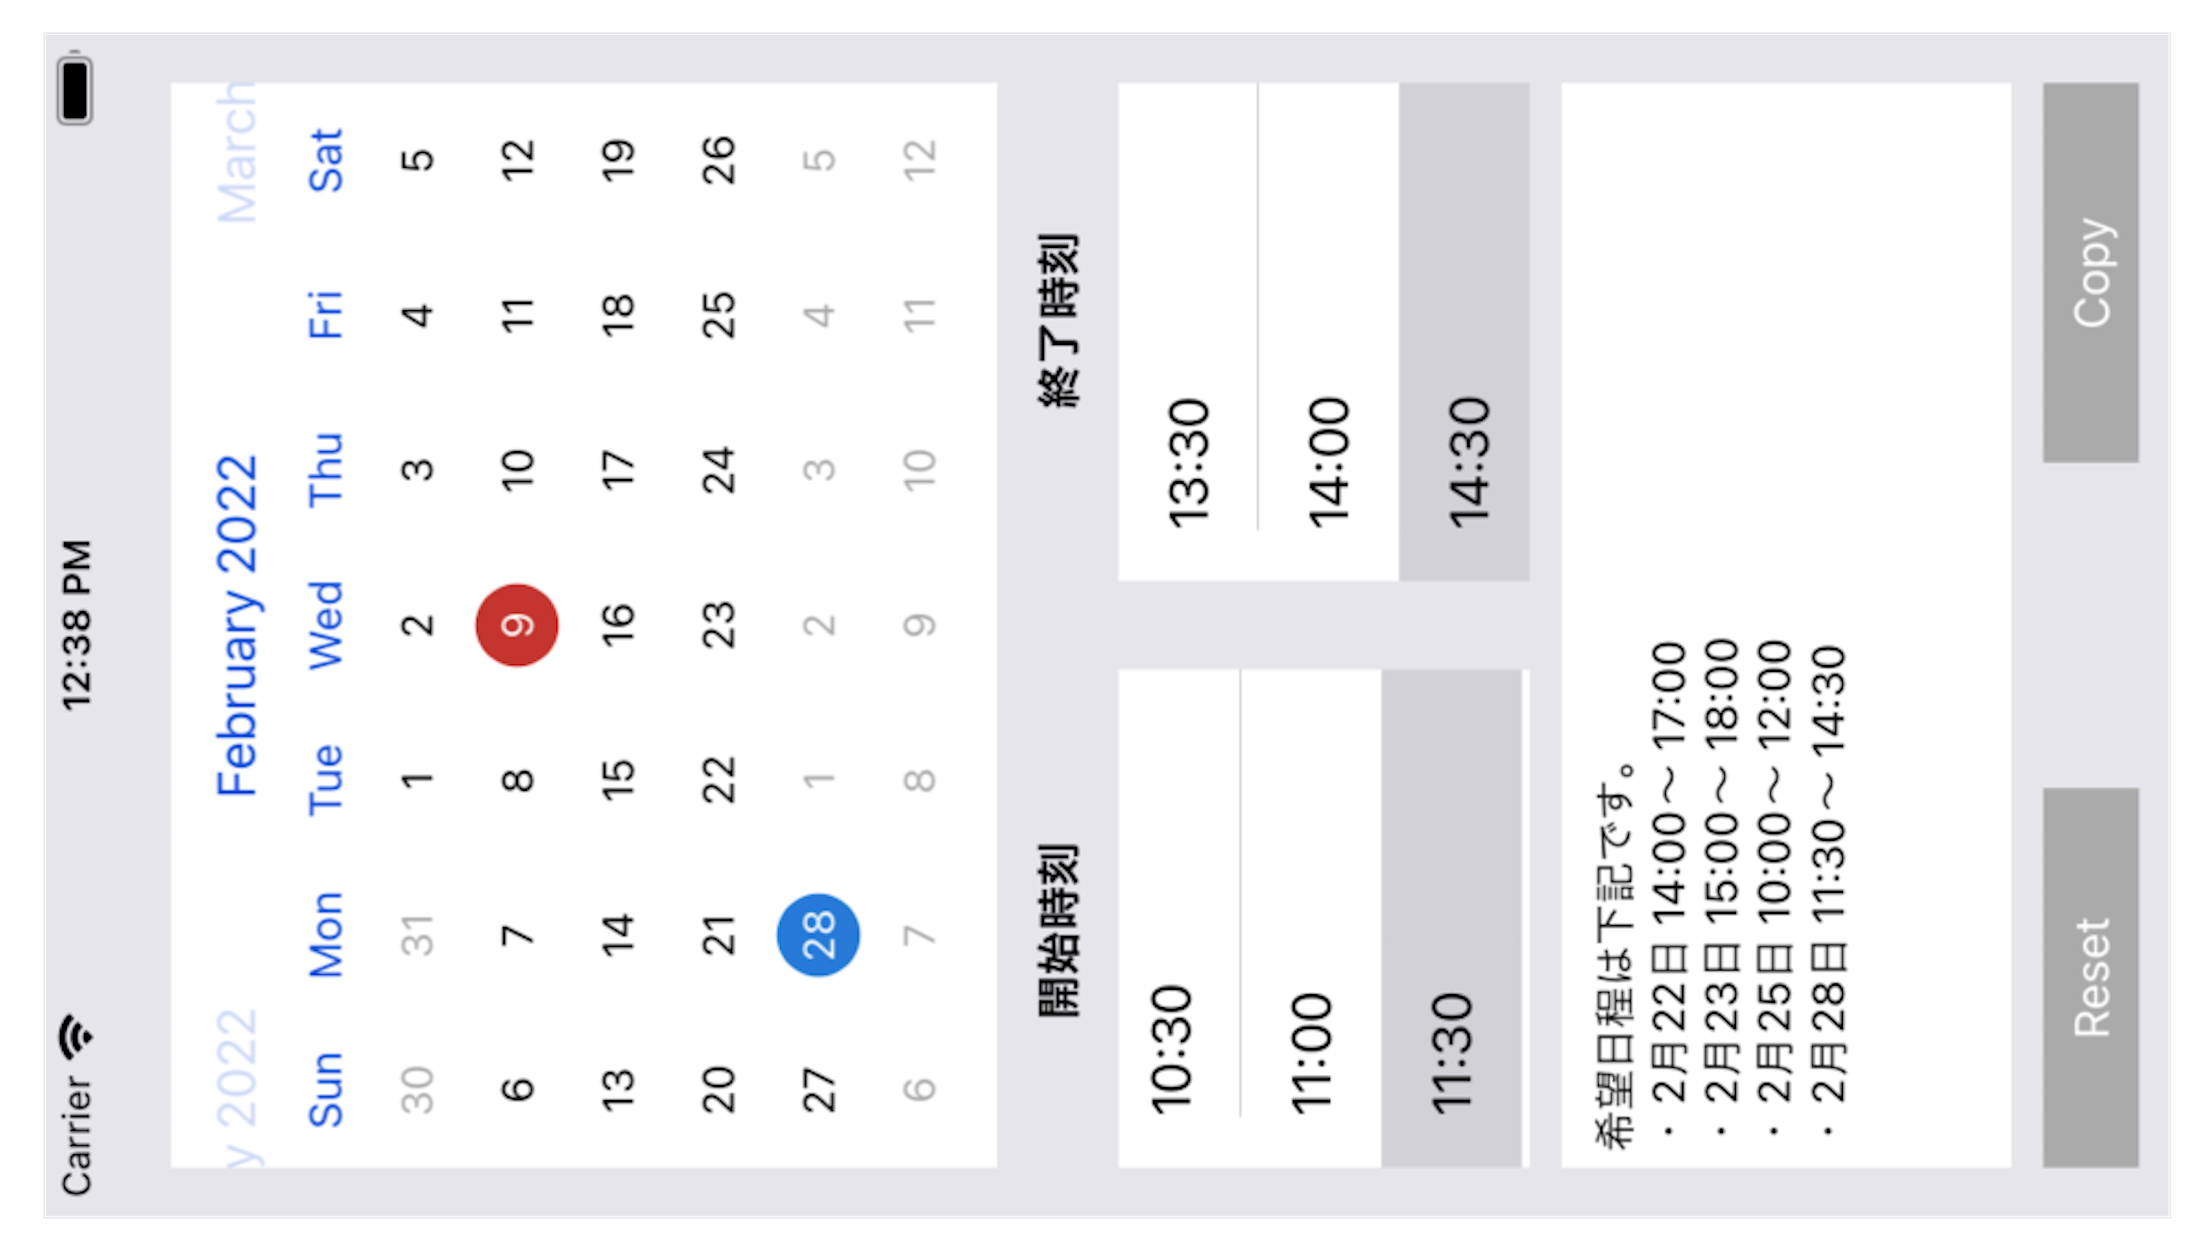 Carrier 12:38 PM
y 2022 February 2022 March
Sun Mon Tue Wed Thu Fri Sat
30 31 1 2 3 4 5
6 7 8 9 10 11 12
13 14 15 16 17 18 19
20 21 22 23 24 25 26
27 28 1 2 3 4 5
6 7 8 9 10 11 12
開始時刻 終了時刻
10:30 13:30
11:00 14:00
11:30 14:30
希望日程は下記です。
・2月22日 14:00〜17:00
・2月23日 15:00〜18:00
・2月25日 10:00〜12:00
・2月28日 11:30〜14:30
Reset Copy